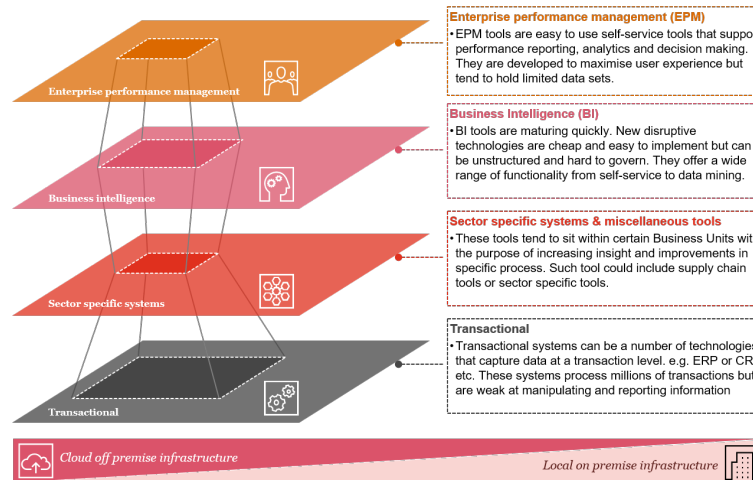 Enterprise performance management (EPM)
• EPM tools are easy to use self-service tools that
performance reporting, analytics and decision making.
They are developed to maximise user experience but
tend to hold limited data sets.
Enterprise performance management
Business Intelligence (BI)
• BI tools are maturing quickly. New disruptive
technologies are cheap and easy to implement but can
be unstructured and hard to govern. They offer a wide
range of functionality from self-service to data mining.
Business intelligence
Sector specific systems & miscellaneous tools
• These tools tend to sit within certain Business Units
the purpose of increasing insight and improvements in
specific process. Such tool could include supply chain
tools or sector specific tools.
Sector specific systems
Transactional
• Transactional systems can be a number of technologies
that capture data at a transaction level. e.g. ERP or
etc. These systems process millions of transactions but
are weak at manipulating and reporting information
Transactional
Cloud off premise infrastructure
Local on premise infrastructure